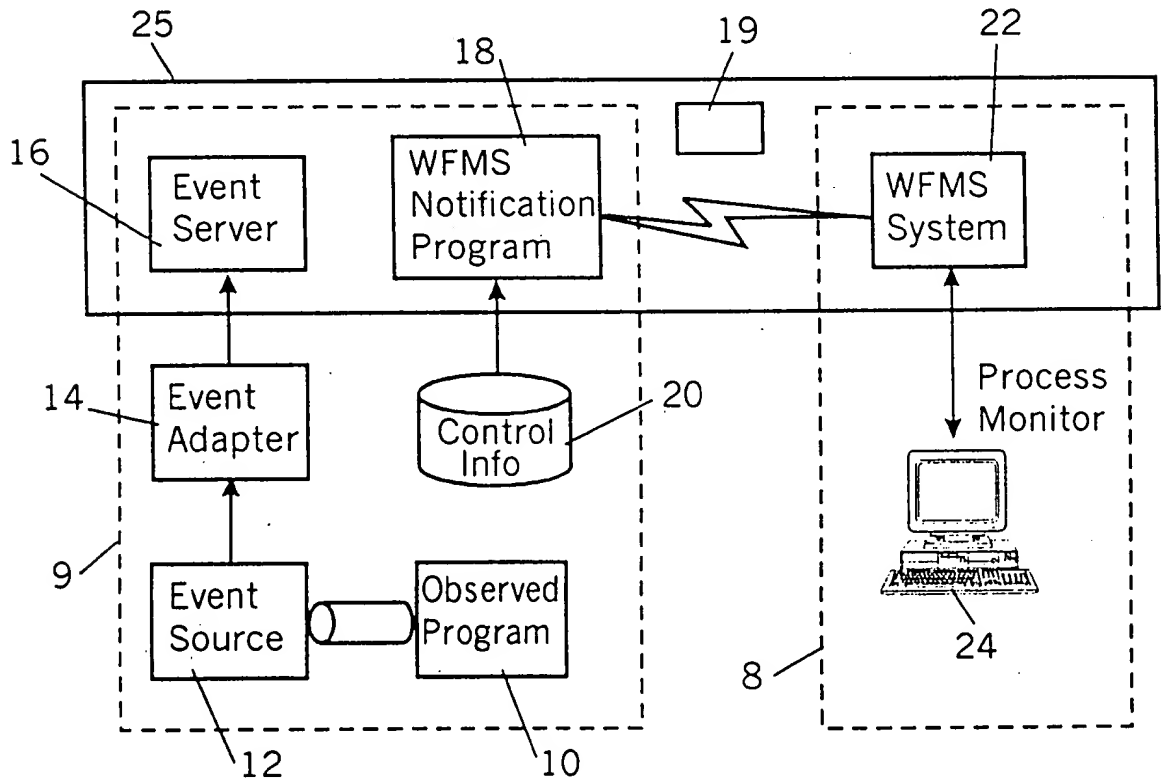 25
18
19
22
16
Event
Server
WFMS
Notification
Program
WFMS
System
14
Event
Adapter
Control
Info
20
Process
Monitor
9
Event
Source
Observed
Program
8
24
12
10